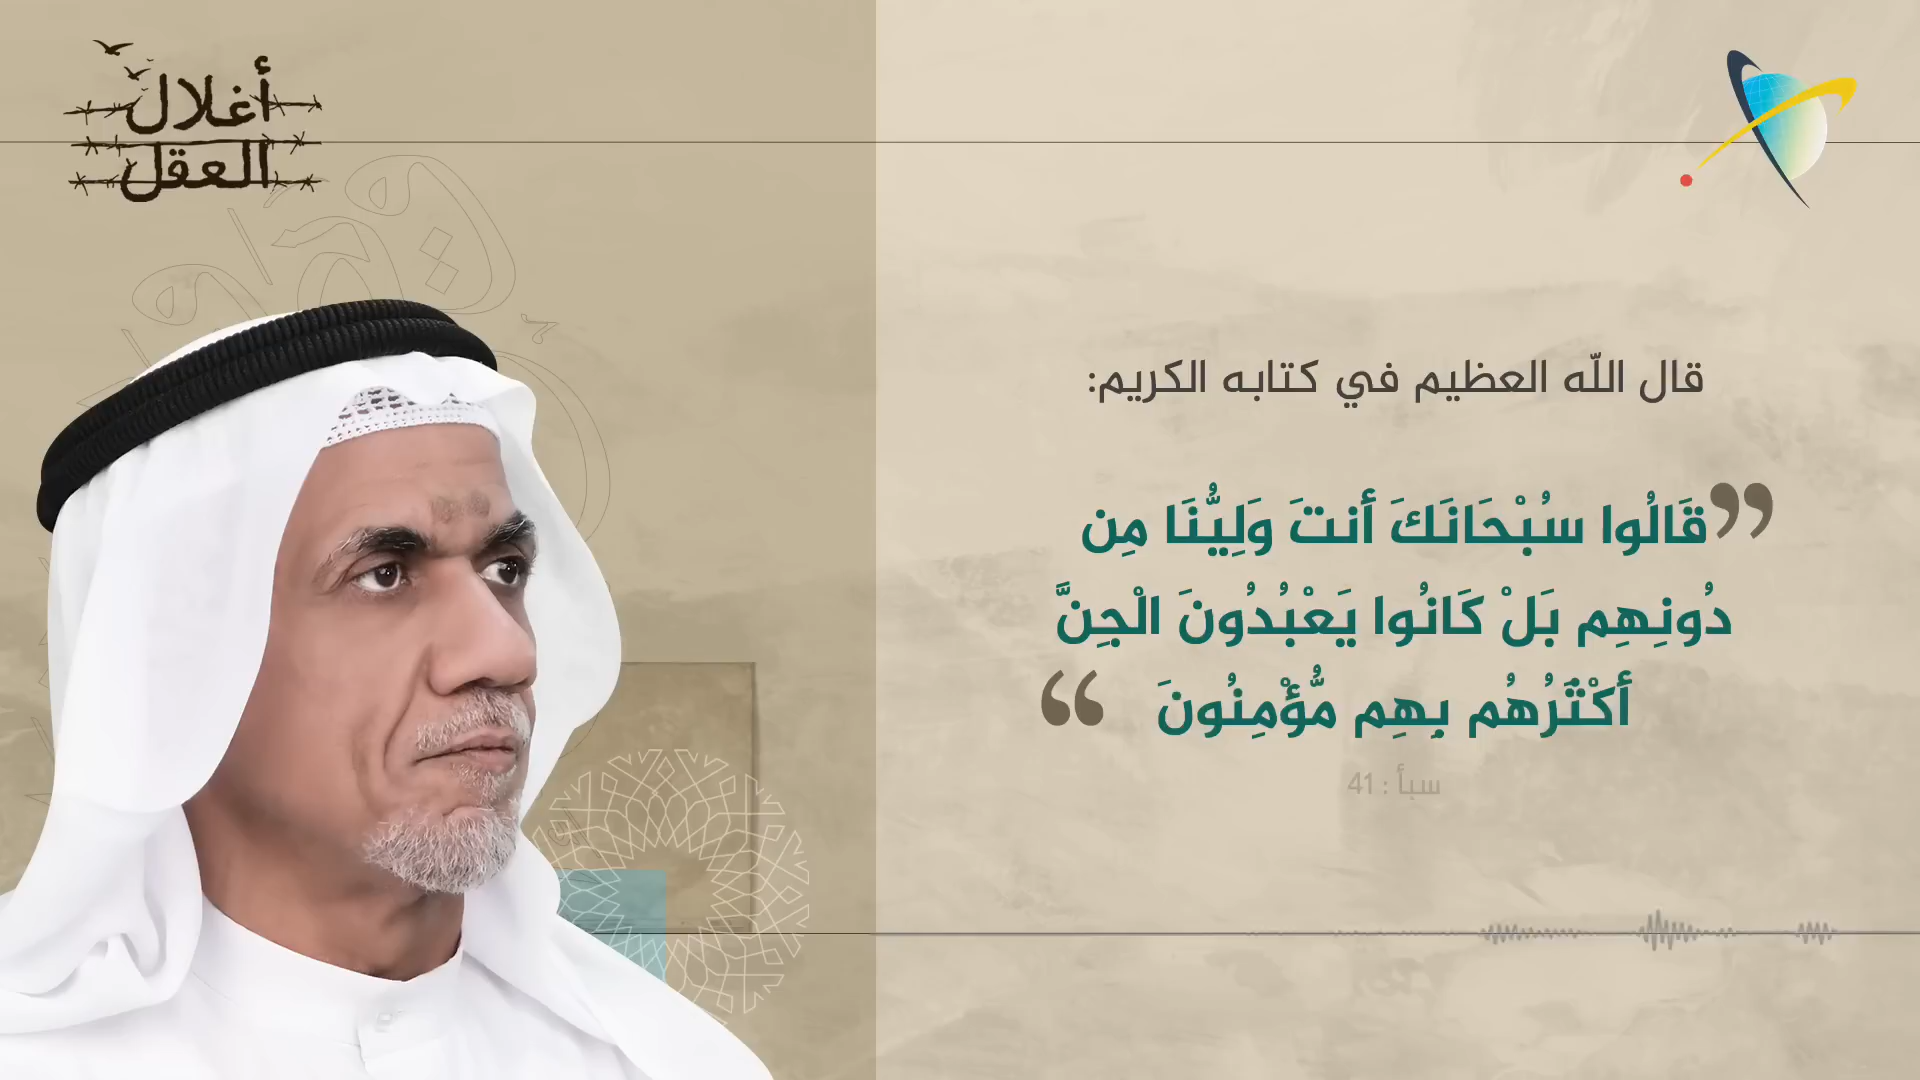 أغلال
العقل
قال الله العظيم في كتابه الكريم:
قَالُوا سُبْحَانَكَ أَنتَ وَلِيُّنَا مِن
دُونِهِم بَلْ كَانُوا يَعْبُدُونَ الْجِنَّ
أَكْثَرُهُم بِهِم مُّؤْمِنُونَ
سبأ : 41